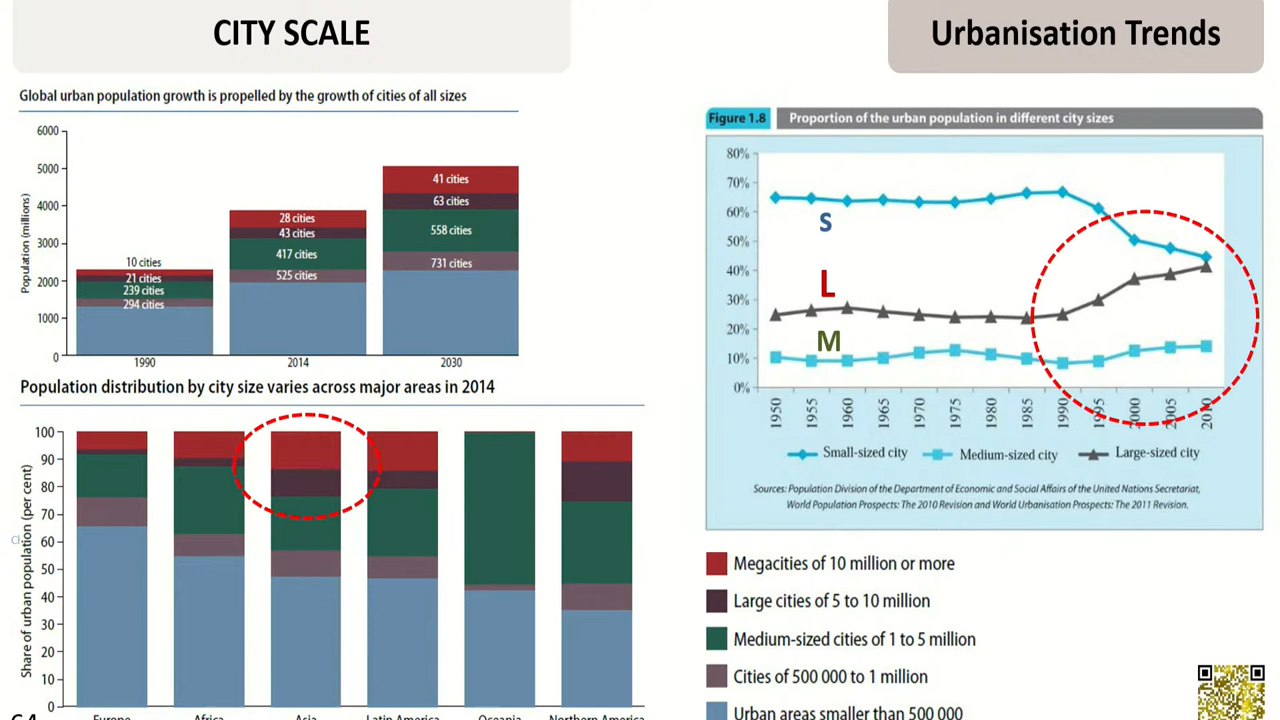 CITY SCALE
Urbanisation Trends
Global urban population growth is propelled by the growth of cities of all sizes
Population (millions)
6000
5000
4000
3000
2000
1000
0
10 cities
21 cities
239 cities
294 cities
28 cities
43 cities
417 cities
525 cities
41 cities
63 cities
558 cities
731 cities
1990
2014
2030
Population distribution by city size varies across major areas in 2014
Share of urban population (per cent)
100
90
80
70
60
50
40
30
20
10
0
Europe
Africa
Asia
Latin America
Oceania
Northern America
Figure 1.8
Proportion of the urban population in different city sizes
80%
70%
60%
50%
40%
30%
20%
10%
0%
S
L
M
1950
1955
1960
1965
1970
1975
1980
1985
1990
1995
2000
2005
2010
Small-sized city
Medium-sized city
Large-sized city
Sources: Population Division of the Department of Economic and Social Affairs of the United Nations Secretariat,
World Population Prospects: The 2010 Revision and World Urbanisation Prospects: The 2011 Revision.
Megacities of 10 million or more
Large cities of 5 to 10 million
Medium-sized cities of 1 to 5 million
Cities of 500 000 to 1 million
Urban areas smaller than 500 000